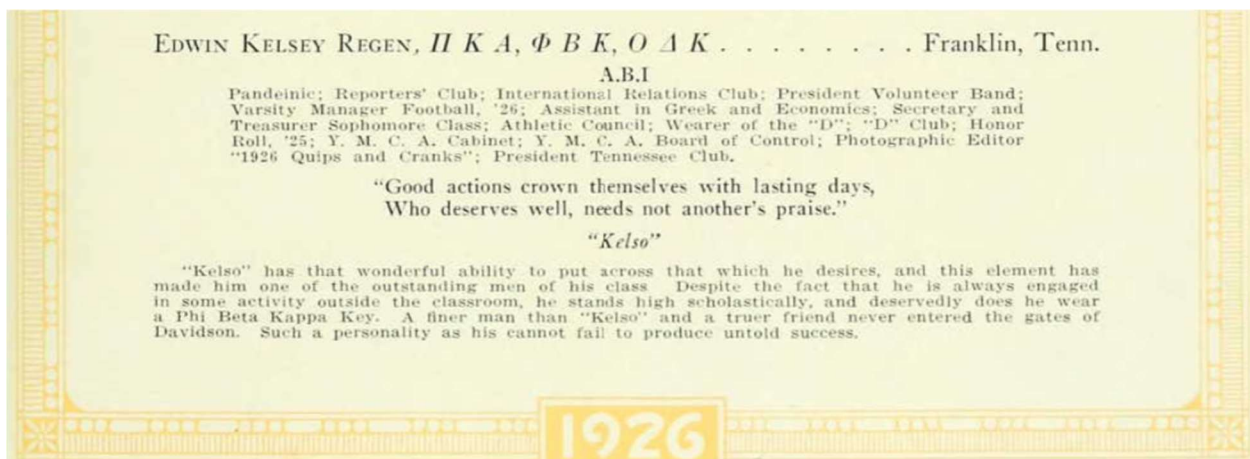 EDWIN KELSEY REGEN, Π Κ Α, Φ Β Κ, Ο Δ Κ . . . . . . . . . Franklin, Tenn.
A.B.I
Pandeinic; Reporters' Club; International Relations Club; President Volunteer Band;
Varsity Manager Football, '26; Assistant in Greek and Economics; Secretary and
Treasurer Sophomore Class; Athletic Council; Wearer of the "D"; "D" Club; Honor
Roll, '25; Y. M. C. A. Cabinet; Y. M. C. A. Board of Control; Photographic Editor
"1926 Quips and Cranks"; President Tennessee Club.
"Good actions crown themselves with lasting days,
Who deserves well, needs not another's praise."
"Kelso"
"Kelso" has that wonderful ability to put across that which he desires, and this element has
made him one of the outstanding men of his class Despite the fact that he is always engaged
in some activity outside the classroom, he stands high scholastically, and deservedly does he wear
a Phi Beta Kappa Key. A finer man than "Kelso" and a truer friend never entered the gates of
Davidson. Such a personality as his cannot fail to produce untold success.
1926